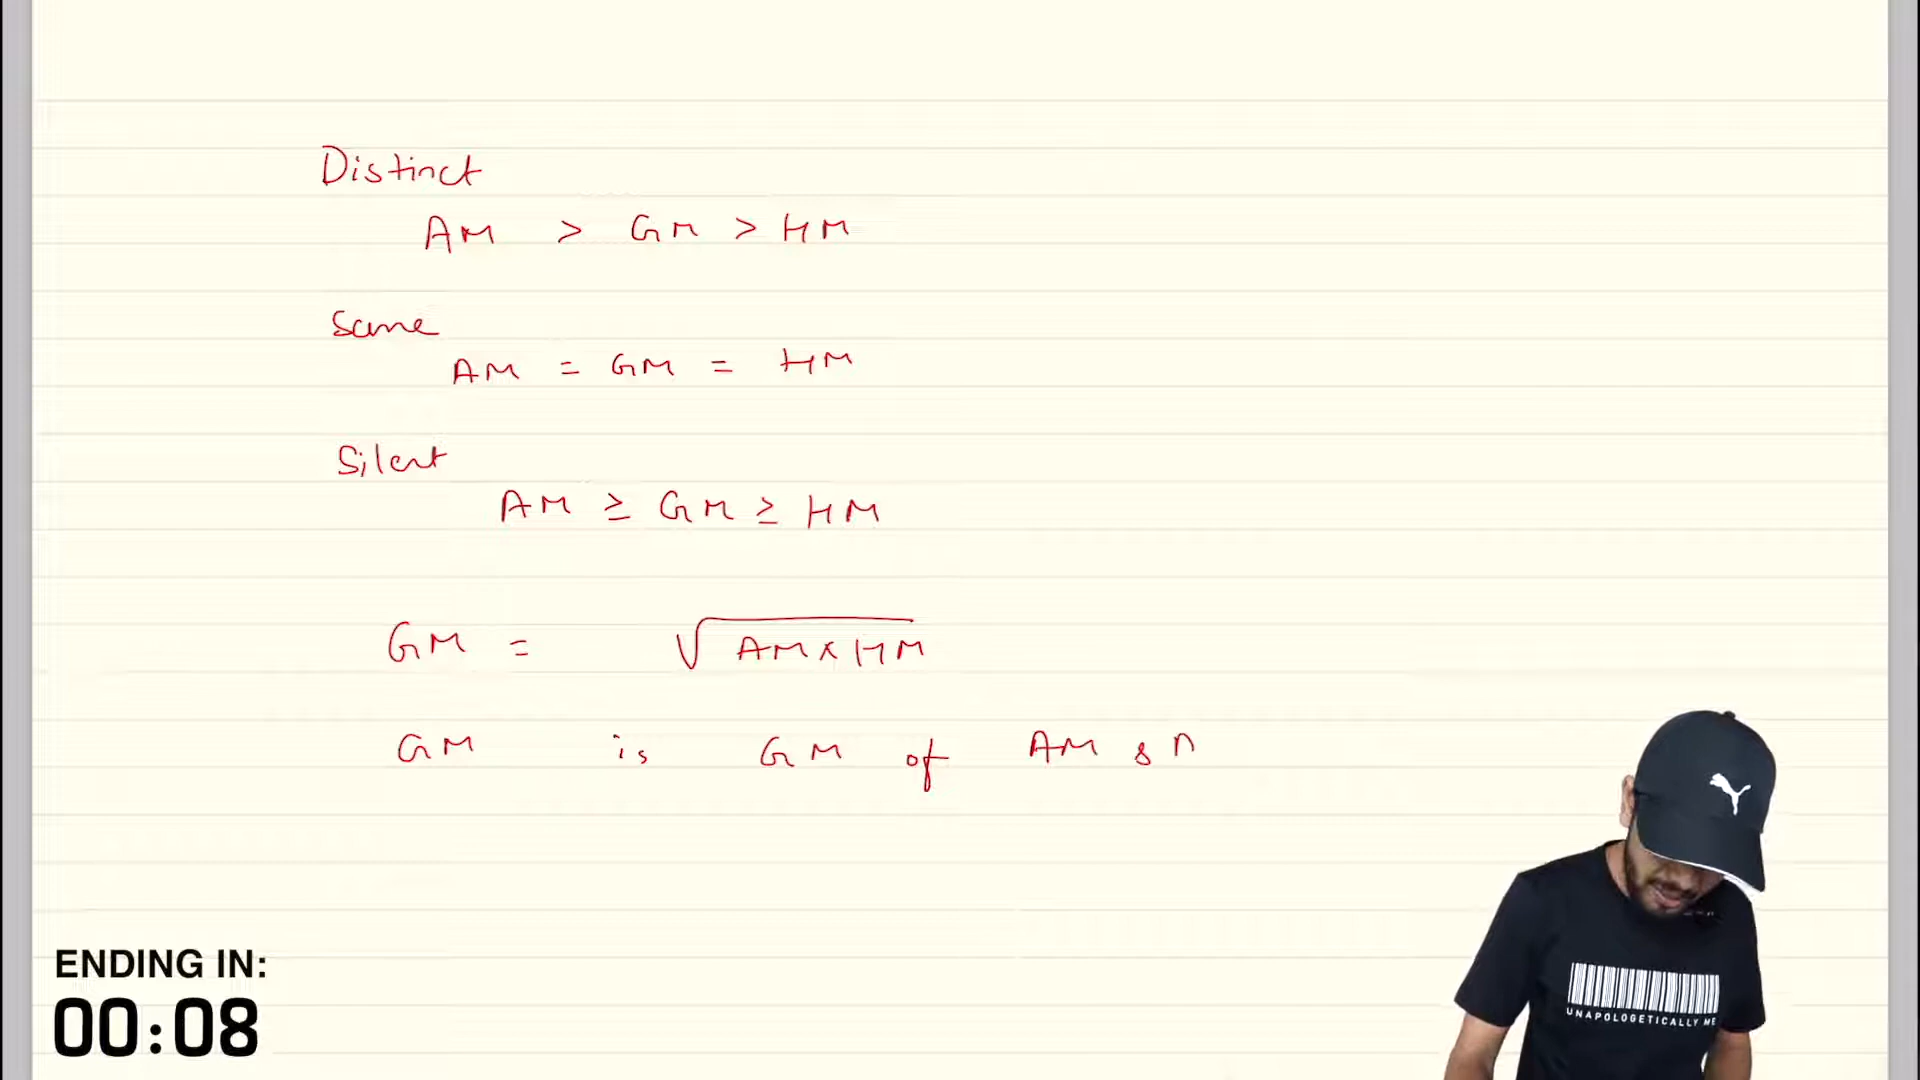 Distinct
AM > GM > HM
Same
AM = GM = HM
Silent
AM ≥ GM ≥ HM
GM = √AM×HM
GM is GM of AM &
ENDING IN:
00:08
UNAPOLOGETICALLY ME